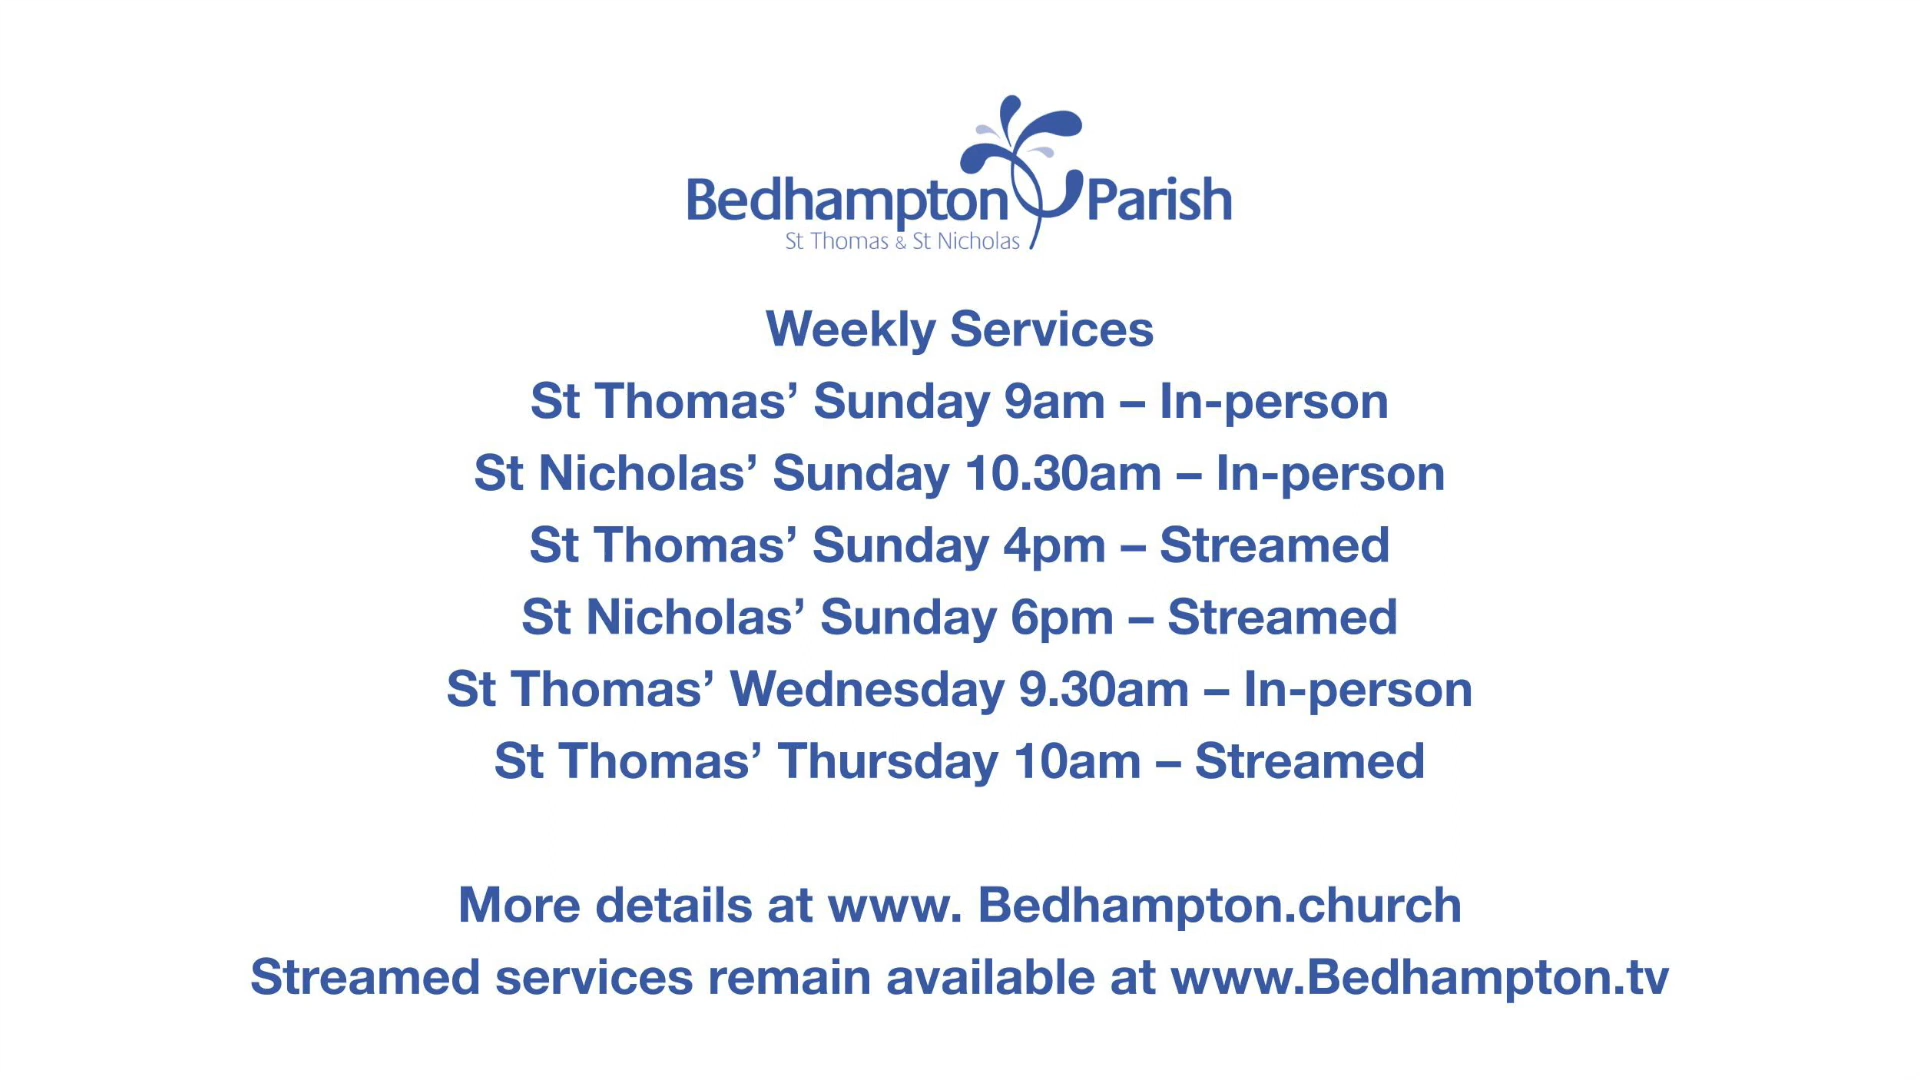 Bedhampton Parish
St Thomas & St Nicholas
Weekly Services
St Thomas’ Sunday 9am – In-person
St Nicholas’ Sunday 10.30am – In-person
St Thomas’ Sunday 4pm – Streamed
St Nicholas’ Sunday 6pm – Streamed
St Thomas’ Wednesday 9.30am – In-person
St Thomas’ Thursday 10am – Streamed
More details at www. Bedhampton.church
Streamed services remain available at www.Bedhampton.tv